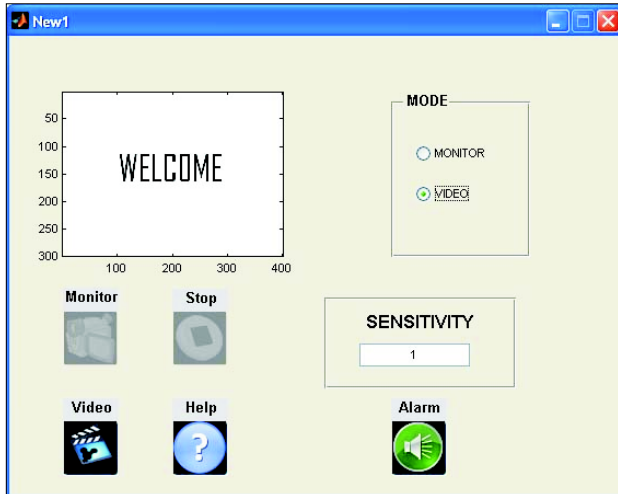 New1
MODE
MONITOR
VIDEO
WELCOME
50
100
150
200
250
300
100 200 300 400
Monitor Stop
SENSITIVITY
1
Video Help Alarm
?